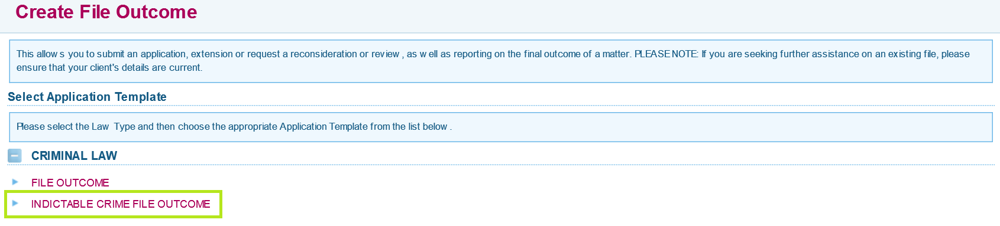 Create File Outcome
This allows you to submit an application, extension or request a reconsideration or review , as well as reporting on the final outcome of a matter. PLEASE NOTE: If you are seeking further assistance on an existing file, please
ensure that your client's details are current.
Select Application Template
Please select the Law Type and then choose the appropriate Application Template from the list below .
CRIMINAL LAW
FILE OUTCOME
INDICTABLE CRIME FILE OUTCOME